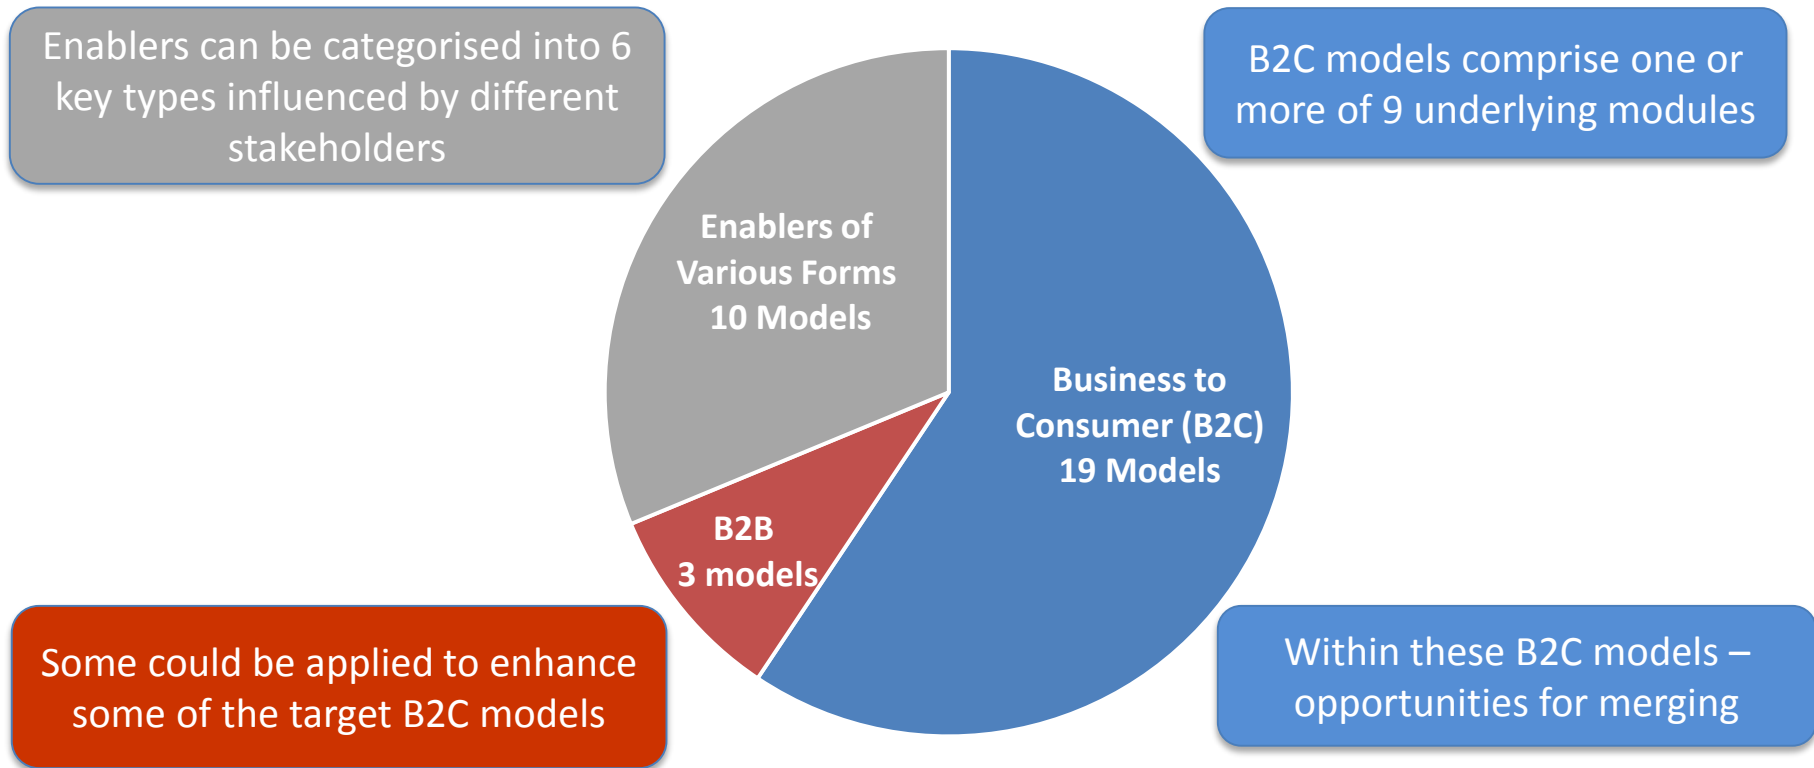 Enablers can be categorised into 6
key types influenced by different
stakeholders
B2C models comprise one or
more of 9 underlying modules
Enablers of
Various Forms
10 Models
Business to
Consumer (B2C)
19 Models
B2B
3 models
Some could be applied to enhance
some of the target B2C models
Within these B2C models –
opportunities for merging